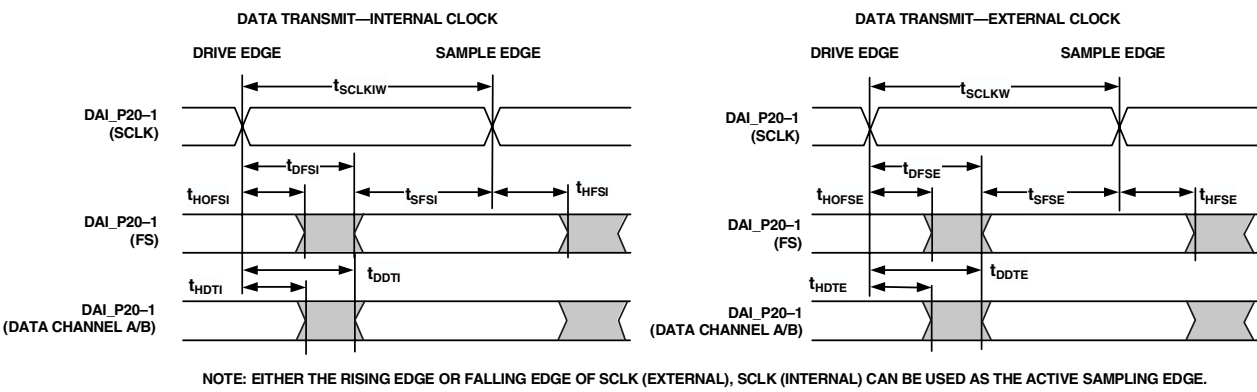 DATA TRANSMIT—INTERNAL CLOCK
DRIVE EDGE
SAMPLE EDGE
tSCLKIW
DAI_P20–1
(SCLK)
tDFSI
tHOFSI
tSFSI
tHFSI
DAI_P20–1
(FS)
tDDTI
tHDTI
DAI_P20–1
(DATA CHANNEL A/B)
DATA TRANSMIT—EXTERNAL CLOCK
DRIVE EDGE
SAMPLE EDGE
tSCLKW
DAI_P20–1
(SCLK)
tDFSE
tHOFSE
tSFSE
tHFSE
DAI_P20–1
(FS)
tDDTE
tHDTE
DAI_P20–1
(DATA CHANNEL A/B)
NOTE: EITHER THE RISING EDGE OR FALLING EDGE OF SCLK (EXTERNAL), SCLK (INTERNAL) CAN BE USED AS THE ACTIVE SAMPLING EDGE.